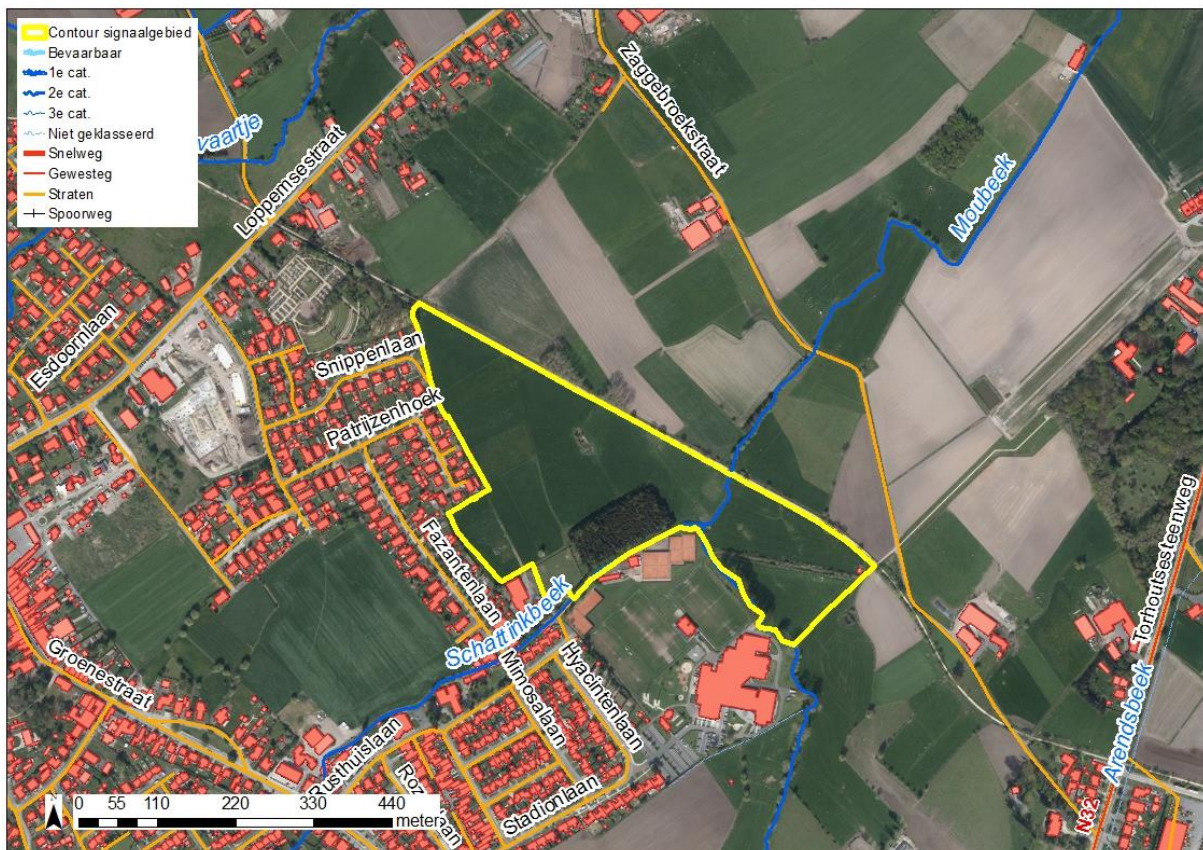 Contour signaalgebied
Bevaarbaar
1e cat.
2e cat.
3e cat.
Niet geklasseerd
Snelweg
Gewesteg
Straten
Spoorweg
vaartje
Loppemsestraat
Zaggebroekstraat
Moubeek
Esdoornlaan
Snippenlaan
Patrijzenhoek
Fazantenlaan
Schattinkbeek
Hyacintenlaan
Mimosalaan
Groenestraat
Rusthuislaan
Roz
an
Stadionlaan
Torhoutsesteenweg
Arendsbeek
N32
N
0 55 110 220 330 440
meter